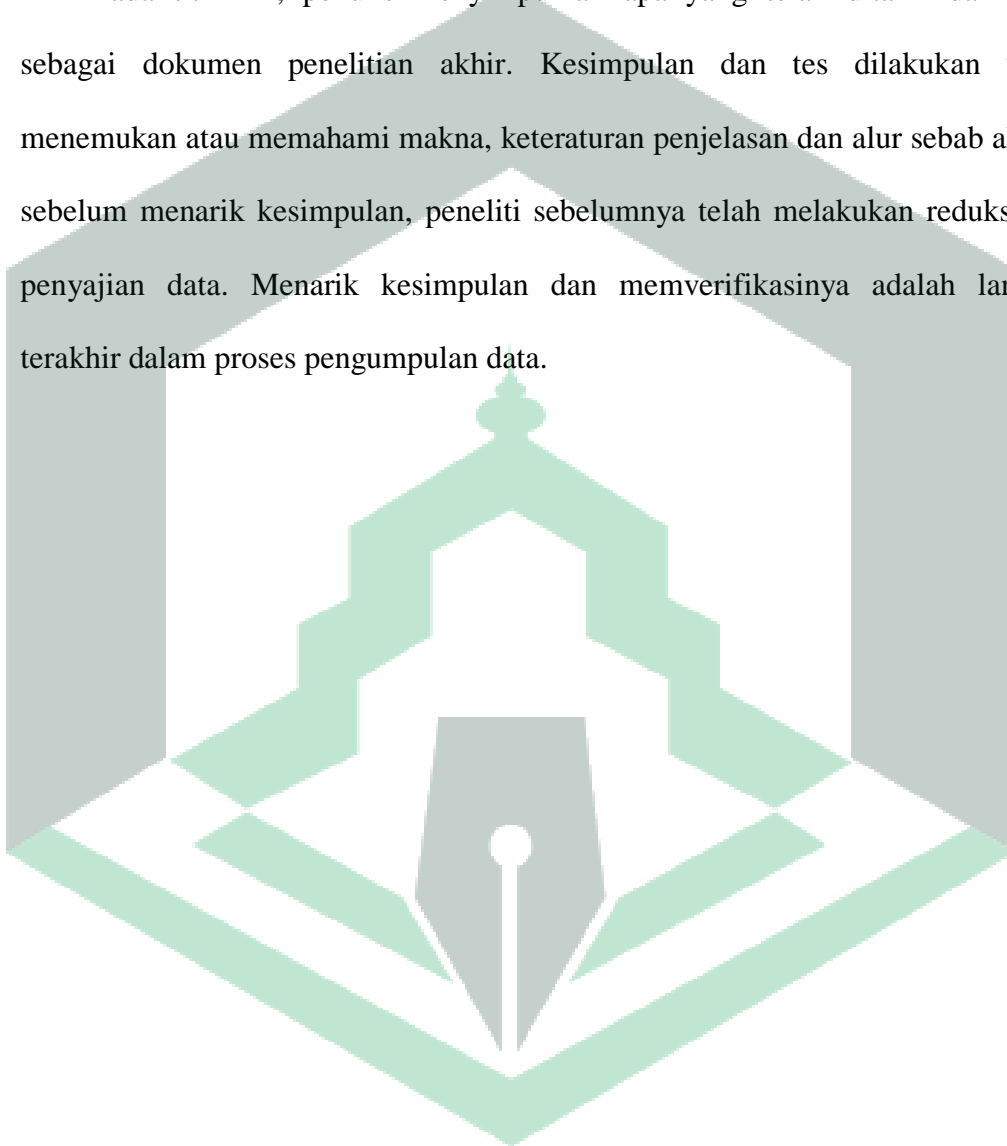 sebagai dokumen penelitian akhir. Kesimpulan dan tes dilakukan
menemukan atau memahami makna, keteraturan penjelasan dan alur sebab
sebelum menarik kesimpulan, peneliti sebelumnya telah melakukan
penyajian data. Menarik kesimpulan dan memverifikasinya adalah
terakhir dalam proses pengumpulan data.